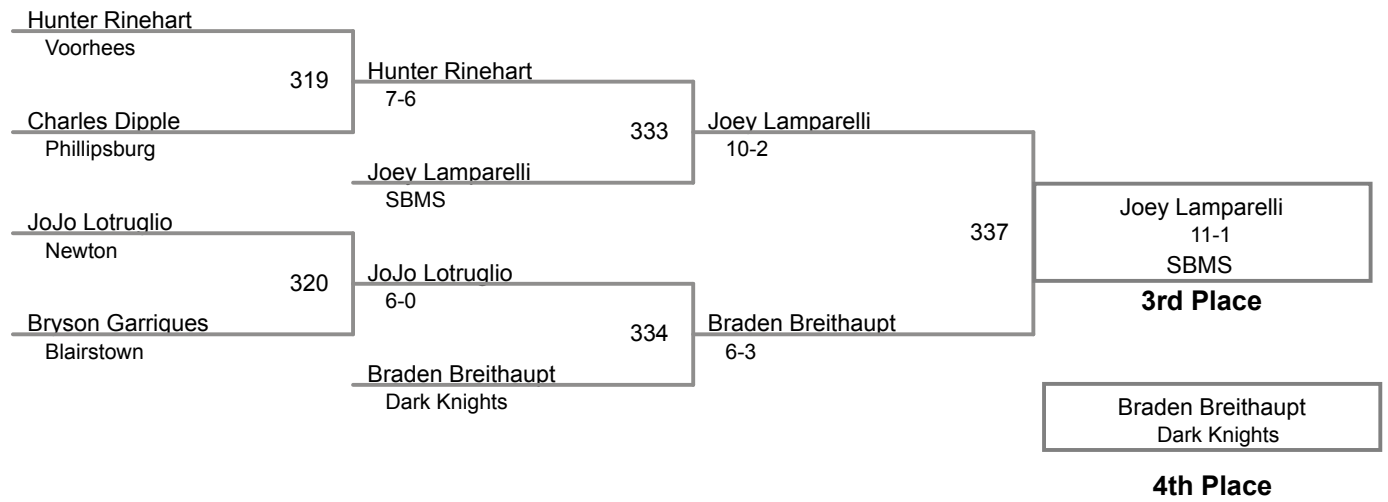 Hunter Rinehart
Voorhees
319
Hunter Rinehart
7-6
Charles Dipple
Phillipsburg
333
Joey Lamparelli
10-2
Joey Lamparelli
SBMS
JoJo Lotruglio
Newton
320
JoJo Lotruglio
6-0
Bryson Garriques
Blairstown
334
Braden Breithaupt
6-3
Braden Breithaupt
Dark Knights
337
Joey Lamparelli
11-1
SBMS
3rd Place
Braden Breithaupt
Dark Knights
4th Place